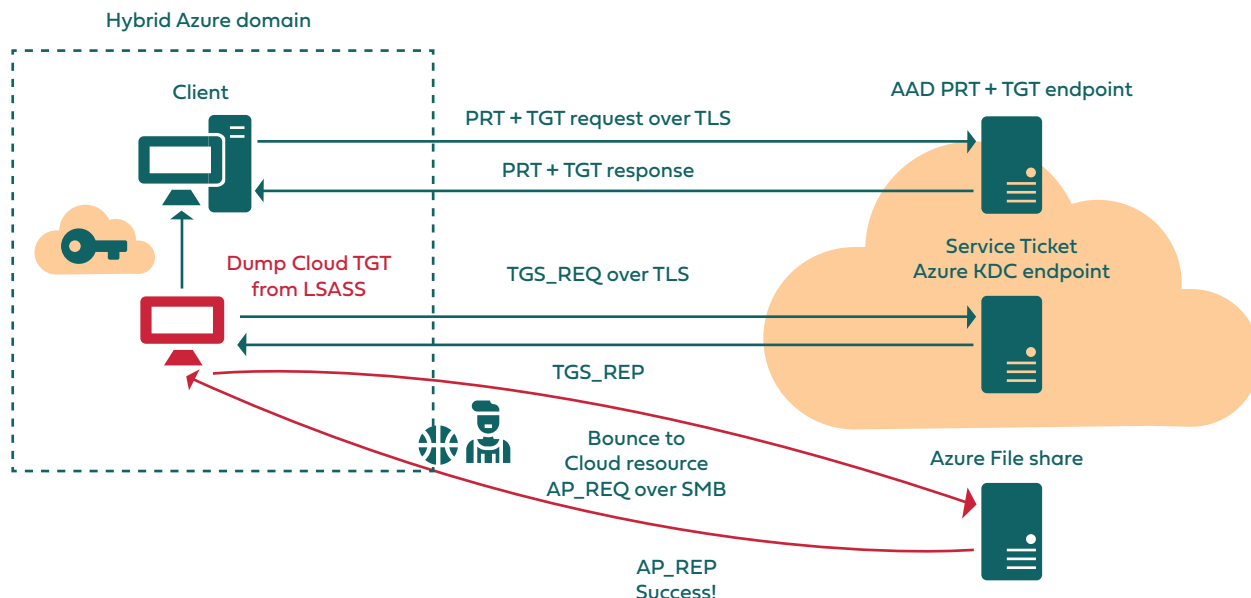 Hybrid Azure domain
Client
AAD PRT + TGT endpoint
PRT + TGT request over TLS
PRT + TGT response
Dump Cloud TGT
from LSASS
TGS_REQ over TLS
Service Ticket
Azure KDC endpoint
TGS_REP
Bounce to
Cloud resource
AP_REQ over SMB
Azure File share
AP_REP
Success!